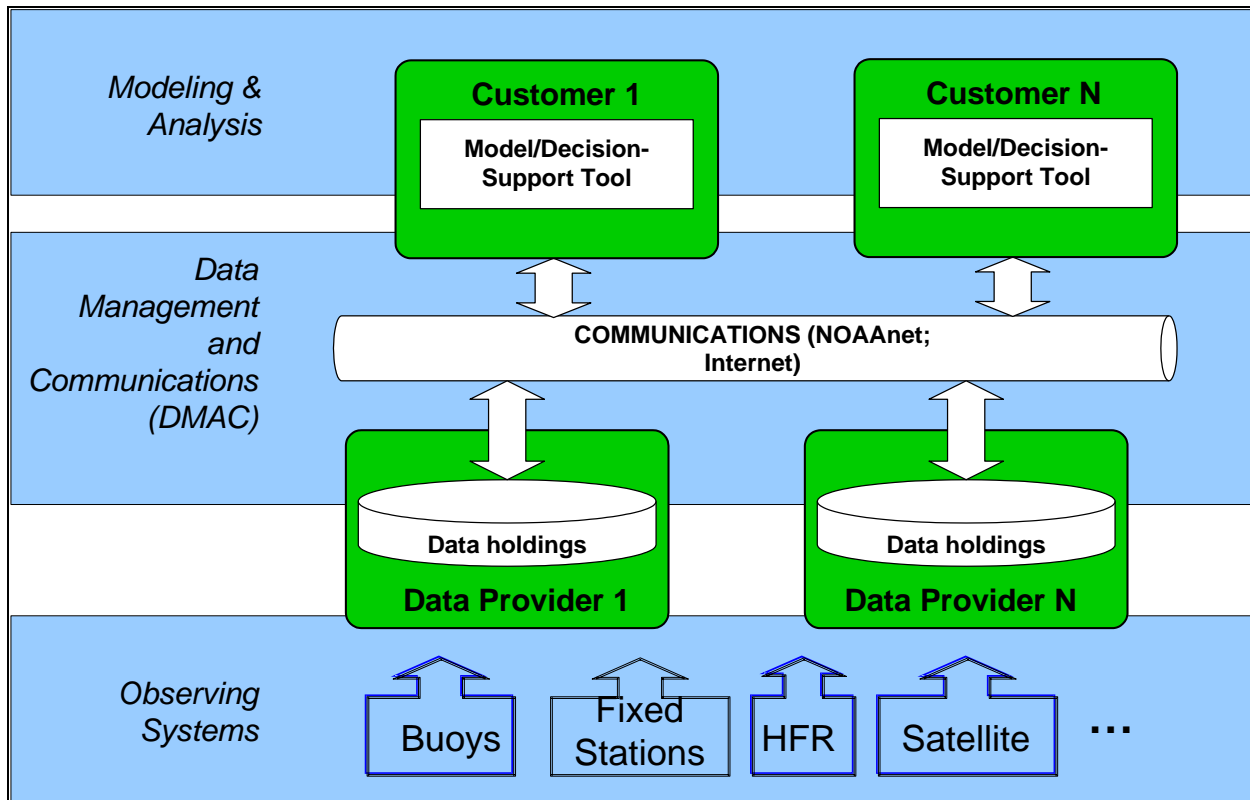 Modeling &
Analysis
Customer 1
Model/Decision-
Support Tool
Customer N
Model/Decision-
Support Tool
Data
Management
and
Communications
(DMAC)
COMMUNICATIONS (NOAAnet;
Internet)
Data holdings
Data Provider 1
Data holdings
Data Provider N
Observing
Systems
Buoys
Fixed
Stations
HFR
Satellite
...